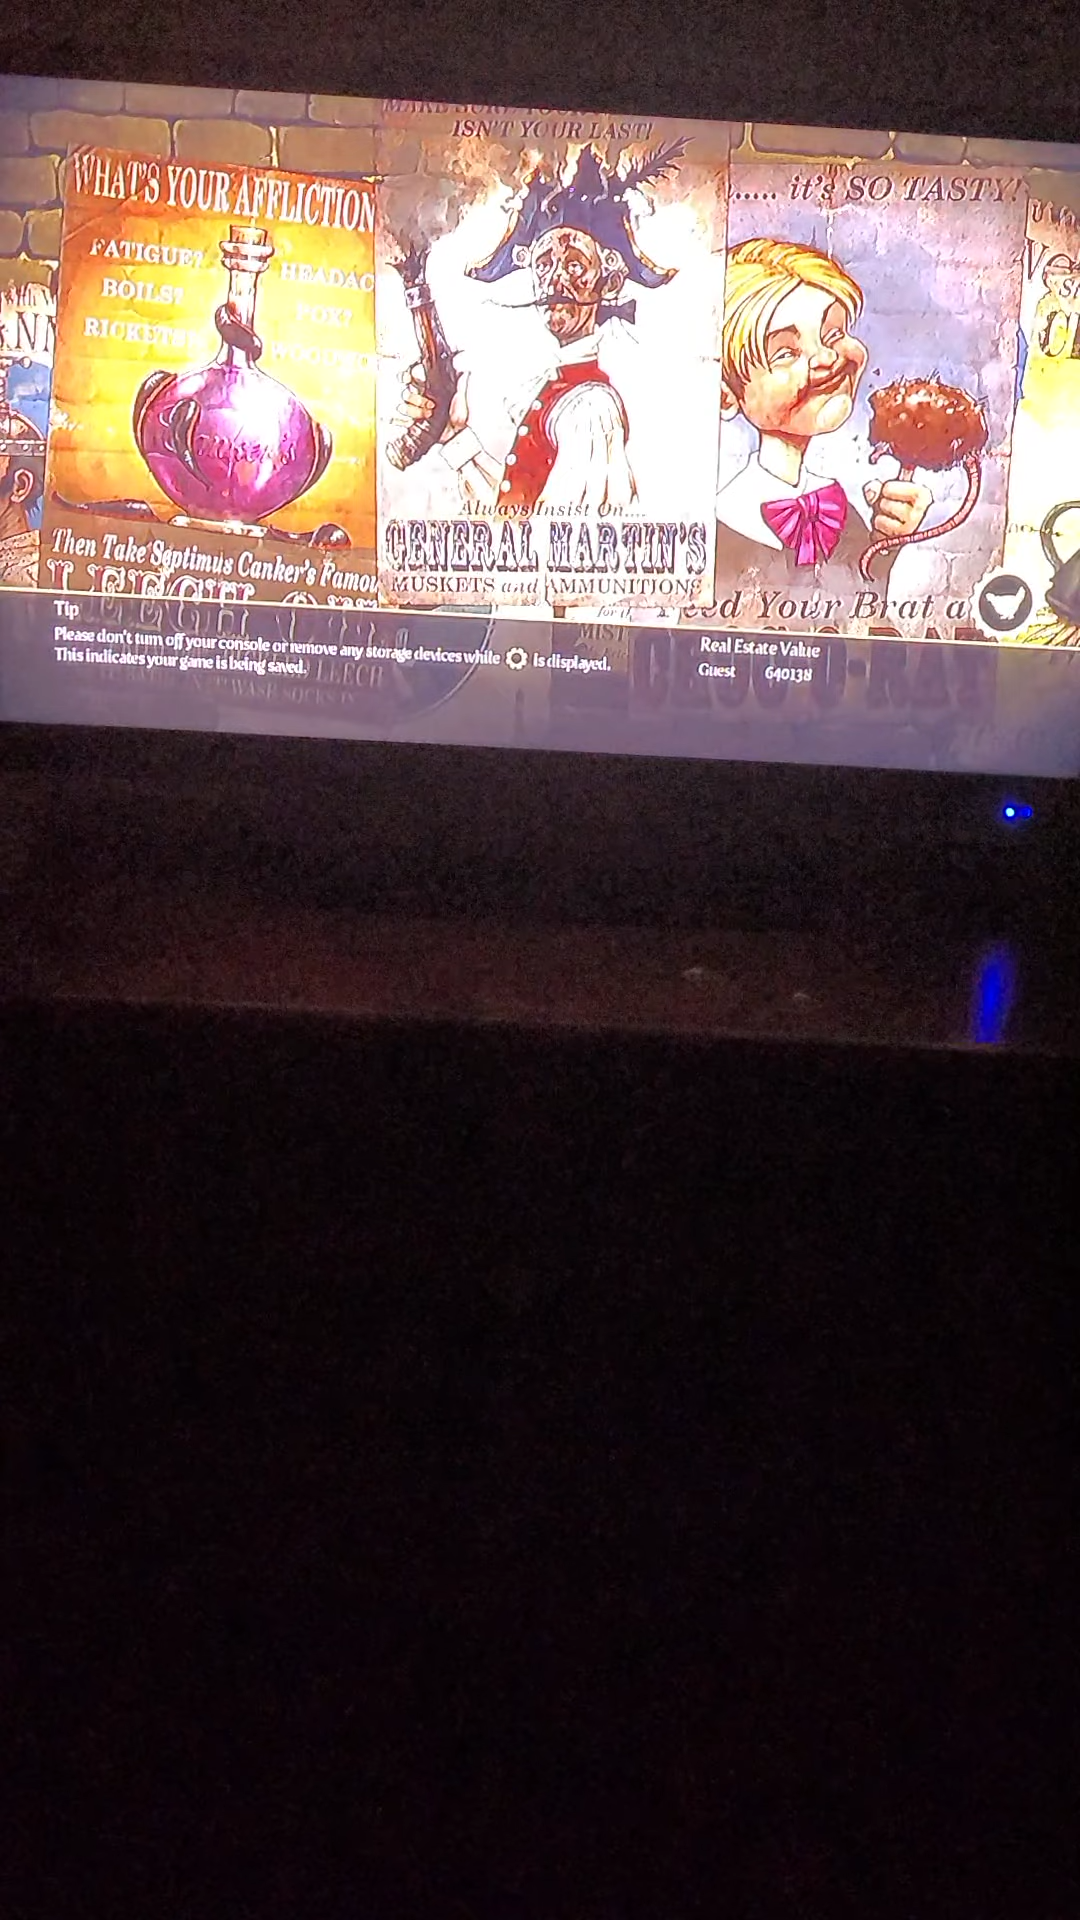 WHAT'S YOUR AFFLICTION
FATIGUE?
BOILS?
RICKETS?
HEADAC
POX?
Then Take Septimus Canker's Famou
ISN'T YOUR LAST!
Always Insist On....
GENERAL MARTIN'S
MUSKETS and AMMUNITIONS
..... it's SO TASTY!
Your Brat a
Tip
Please don't turn off your console or remove any storage devices while is displayed.
This indicates your game is being saved.
LEECH
Real Estate Value
Guest 640138